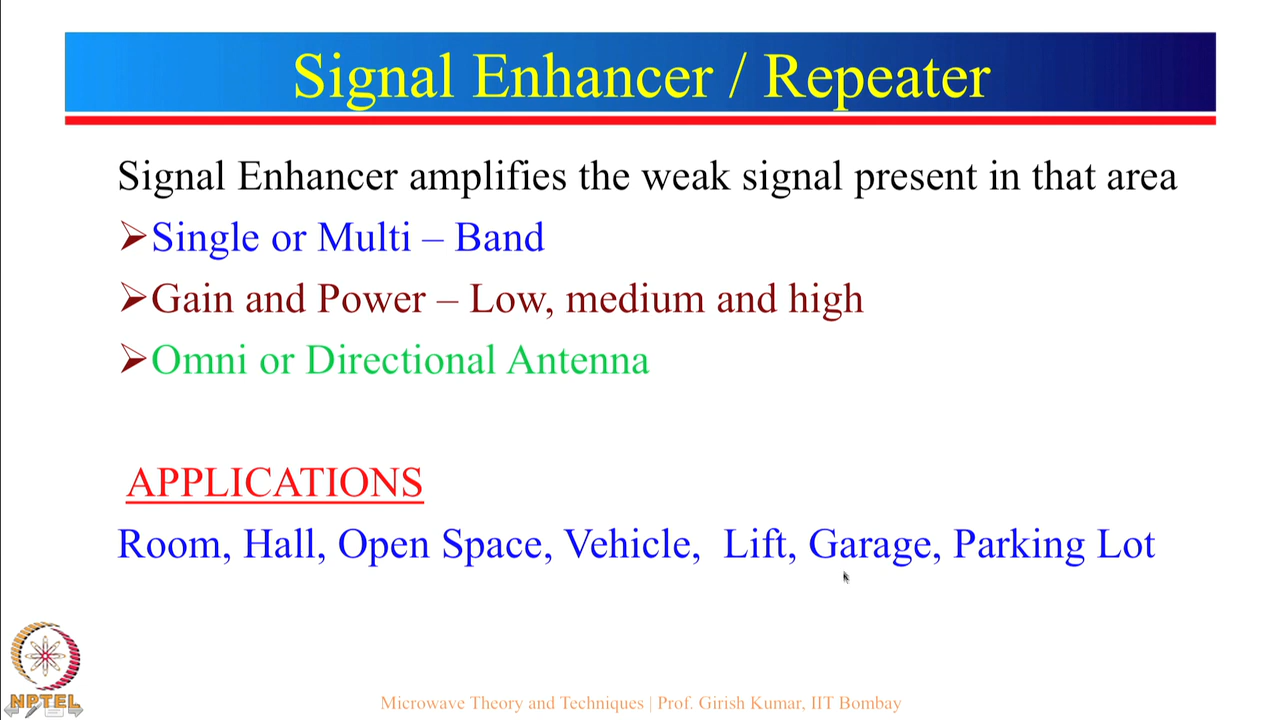 Signal Enhancer / Repeater
Signal Enhancer amplifies the weak signal present in that area
➢Single or Multi – Band
➢Gain and Power – Low, medium and high
➢Omni or Directional Antenna
APPLICATIONS
Room, Hall, Open Space, Vehicle, Lift, Garage, Parking Lot
NPTEL
Microwave Theory and Techniques | Prof. Girish Kumar, IIT Bombay